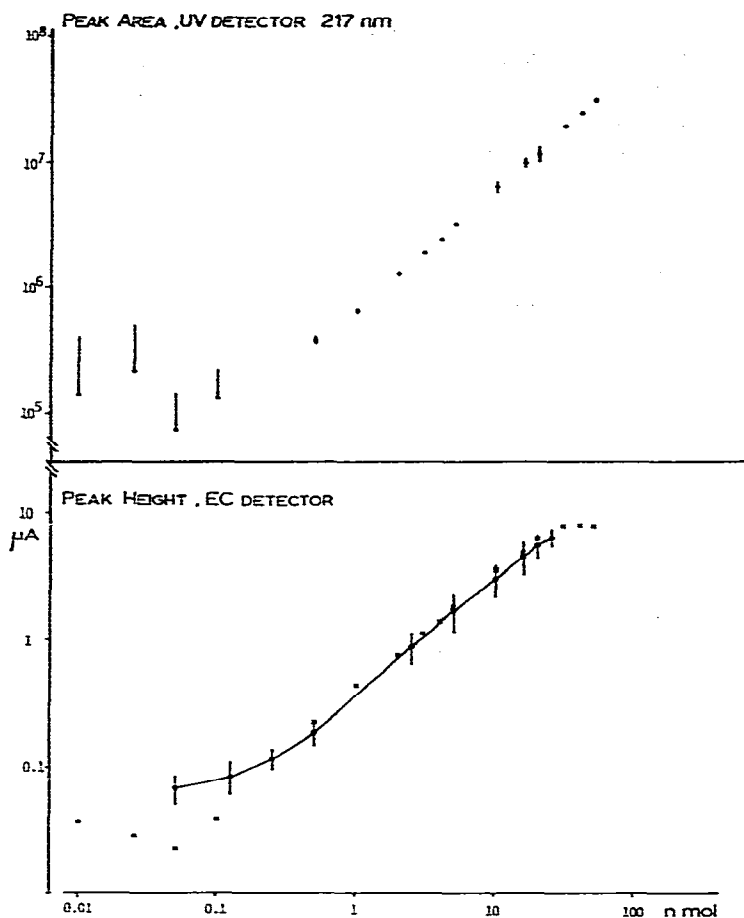 PEAK AREA , UV DETECTOR 217 nm
10⁸
10⁷
10⁶
10⁵
PEAK HEIGHT , EC DETECTOR
10
μA
1
0.1
0.01 0.1 1 10 100 n mol